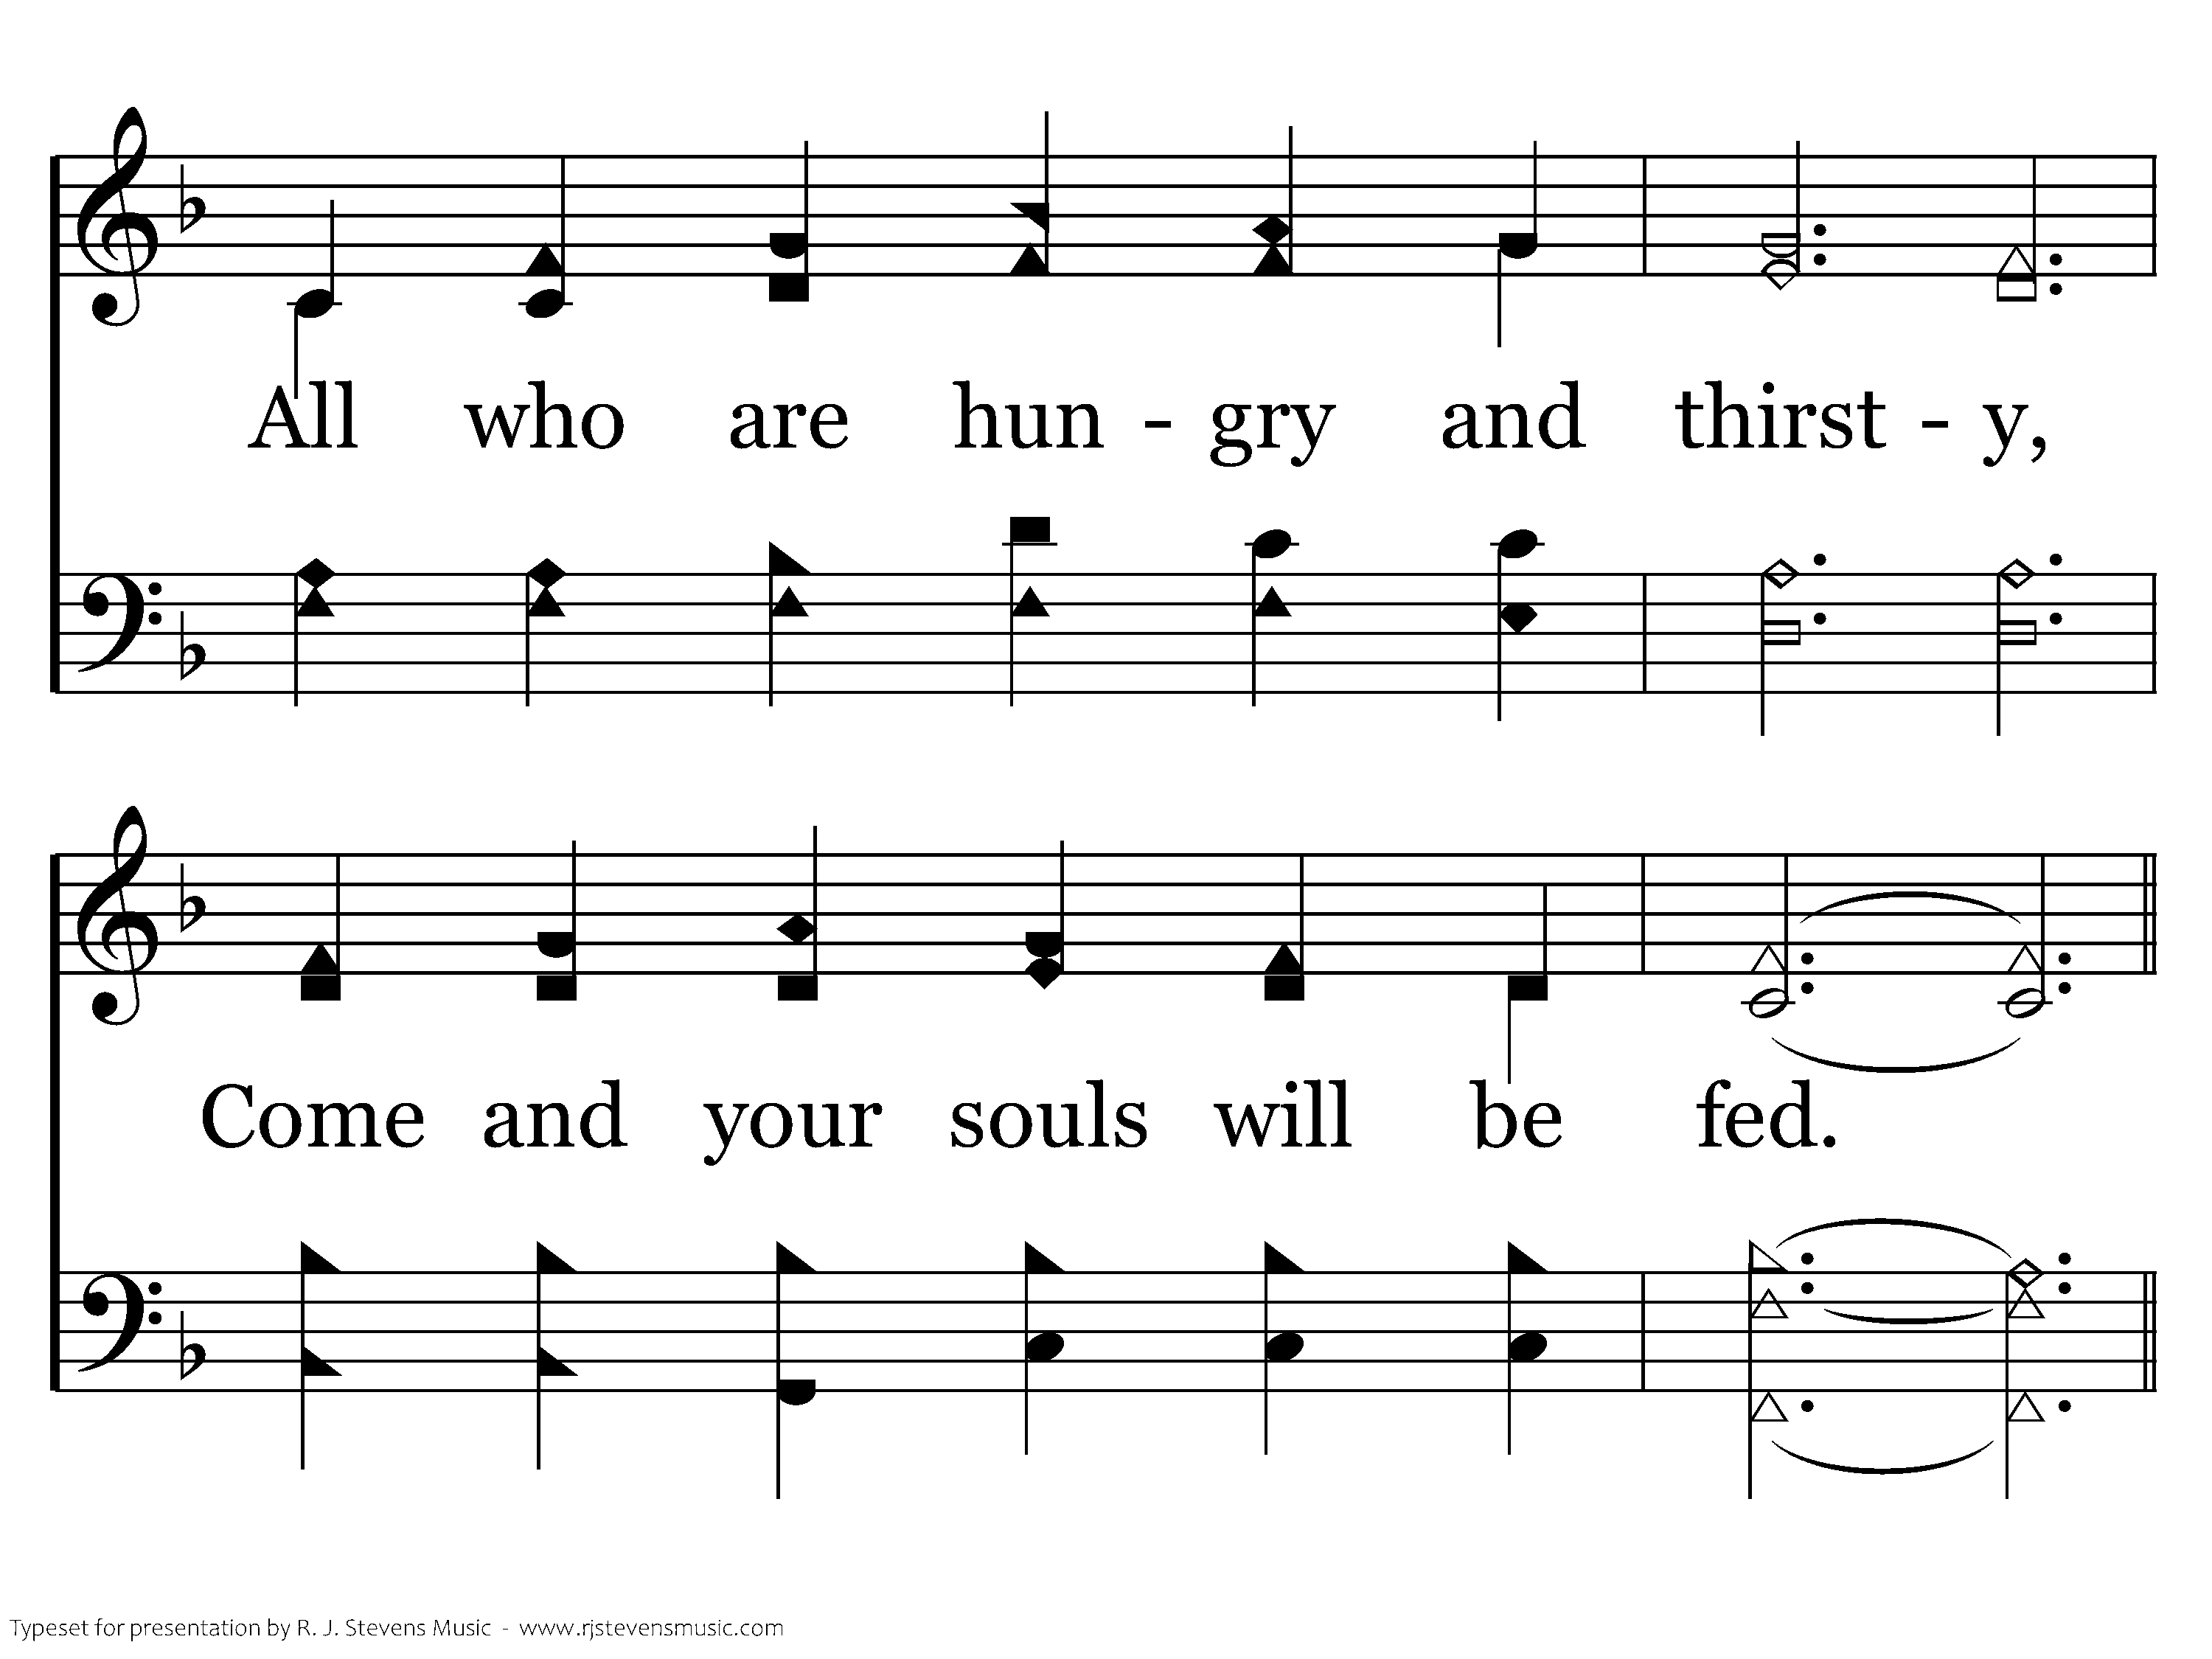 All who are hun - gry and thirst - y,
Come and your souls will be fed.
Typeset for presentation by R. J. Stevens Music - www.rjstevensmusic.com